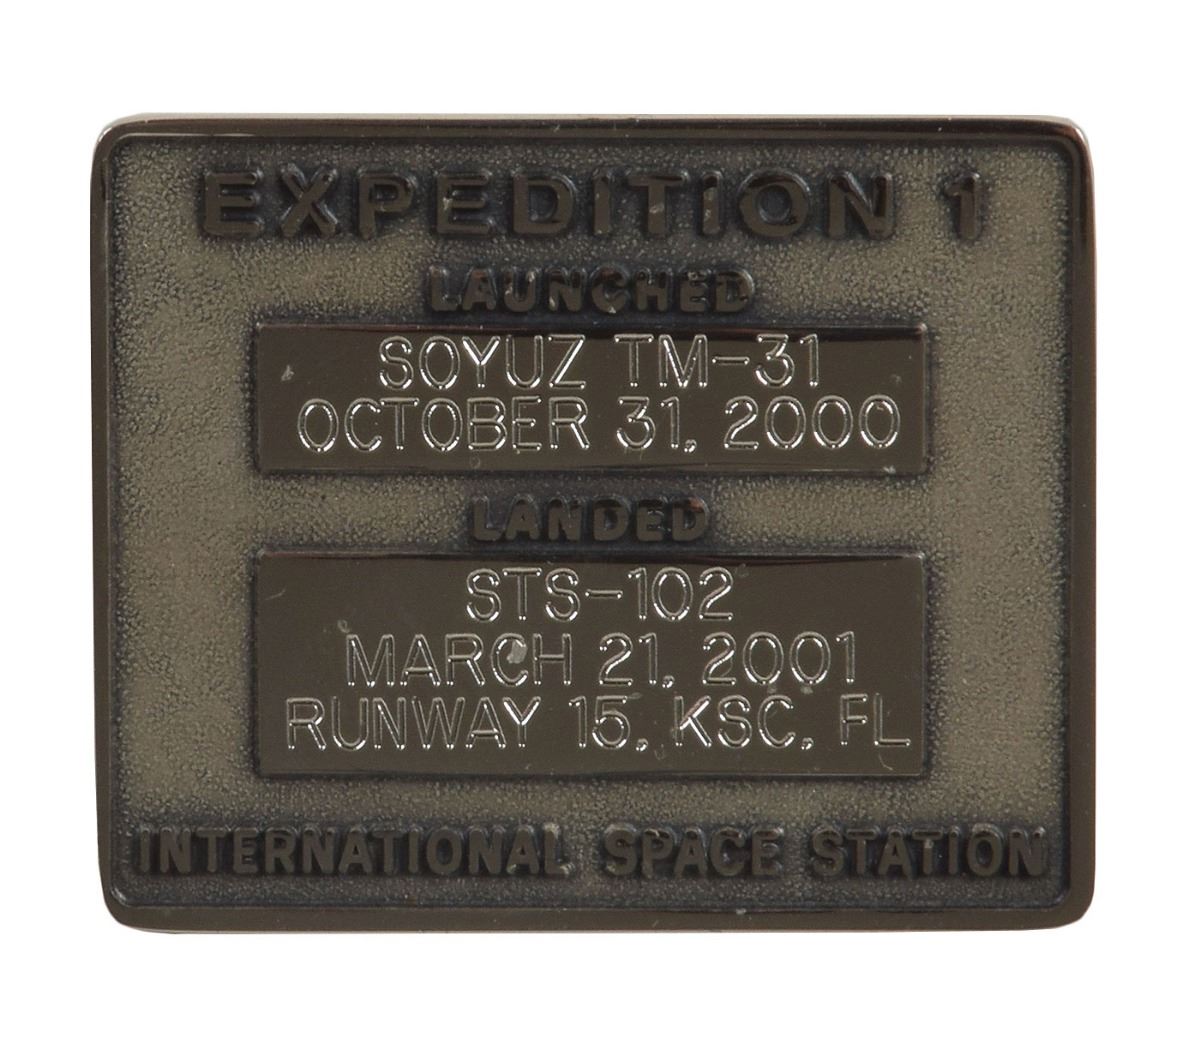 EXPEDITION 1
LAUNCHED
SOYUZ TM-31
OCTOBER 31, 2000
LANDED
STS-102
MARCH 21, 2001
RUNWAY 15, KSC, FL
INTERNATIONAL SPACE STATION